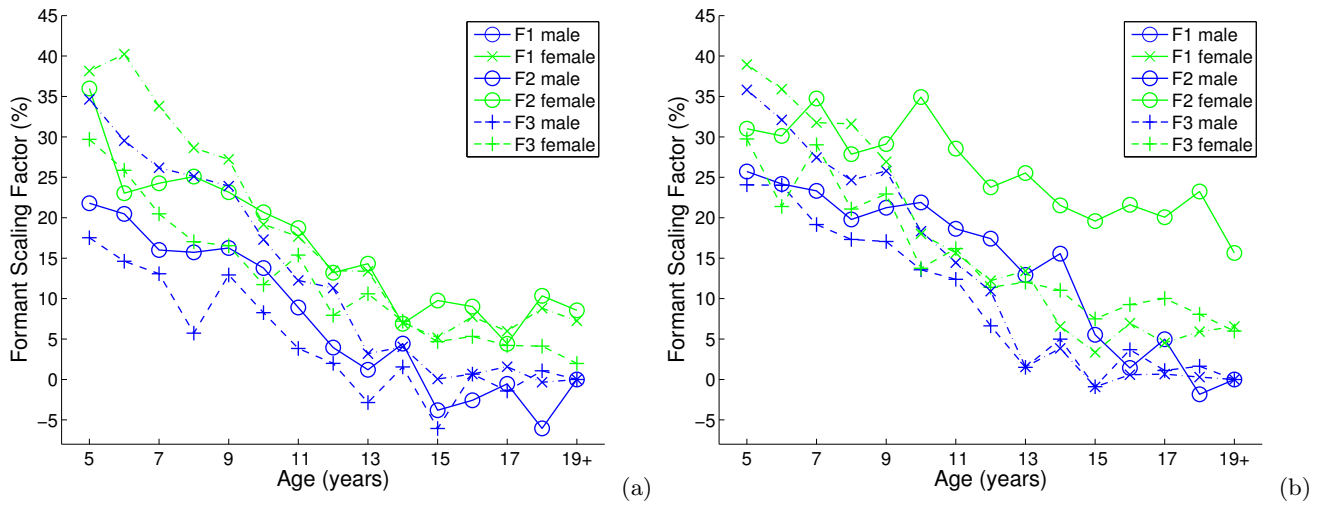 45
40
35
30
25
20
15
10
5
0
−5
Formant Scaling Factor (%)
5 7 9 11 13 15 17 19+
Age (years)
F1 male
F1 female
F2 male
F2 female
F3 male
F3 female
(a)
45
40
35
30
25
20
15
10
5
0
−5
Formant Scaling Factor (%)
5 7 9 11 13 15 17 19+
Age (years)
F1 male
F1 female
F2 male
F2 female
F3 male
F3 female
(b)